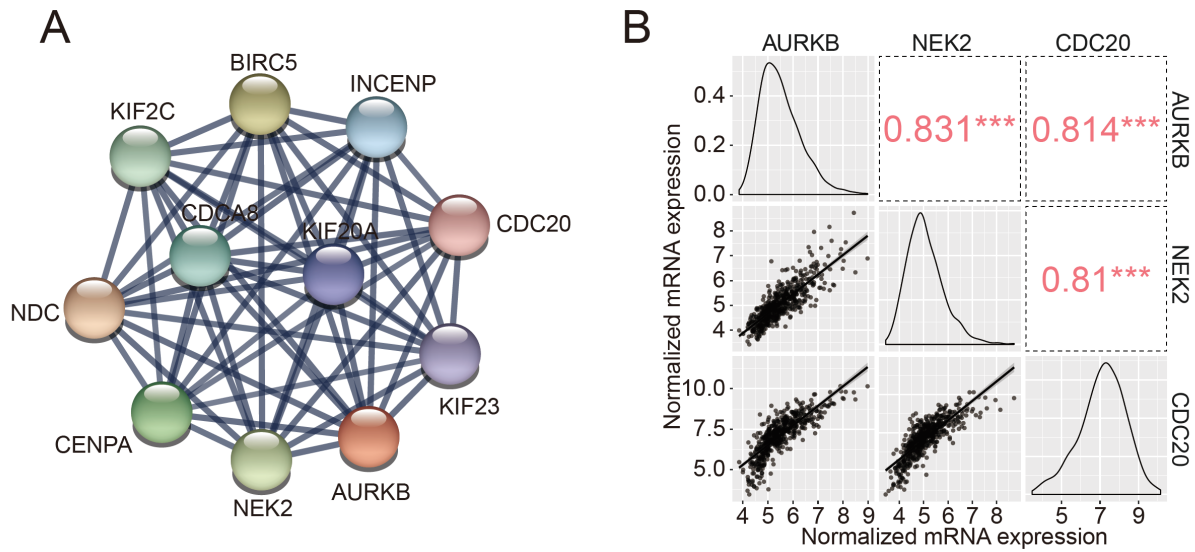 A
BIRC5
INCENP
KIF2C
CDCA8
KIF20A
CDC20
NDC
KIF23
CENPA
AURKB
NEK2
B
AURKB NEK2 CDC20
Normalized mRNA expression
0.4
0.2
0.0
0.831*** 0.814***
AURKB
8
7
6
5
4
0.81***
NEK2
10.0
7.5
5.0
CDC20
4 5 6 7 8 9 4 5 6 7 8 5 7 9
Normalized mRNA expression